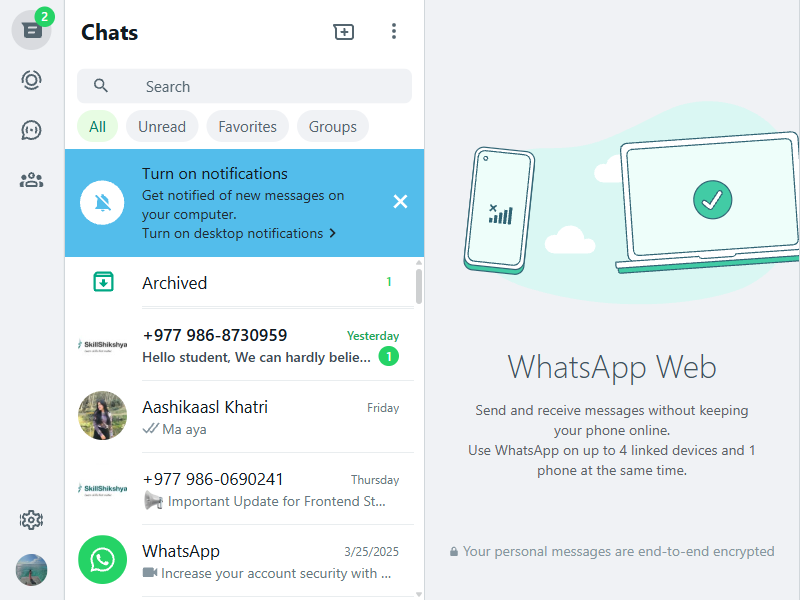 2
Chats
Search
All
Unread
Favorites
Groups
Turn on notifications
Get notified of new messages on
your computer.
Turn on desktop notifications
Archived
1
SkillShikshya
+977 986-8730959
Yesterday
Hello student, We can hardly belie...
1
Aashikaasl Khatri
Friday
Ma aya
SkillShikshya
+977 986-0690241
Thursday
Important Update for Frontend St...
WhatsApp
3/25/2025
Increase your account security with ...
WhatsApp Web
Send and receive messages without keeping
your phone online.
Use WhatsApp on up to 4 linked devices and 1
phone at the same time.
Your personal messages are end-to-end encrypted